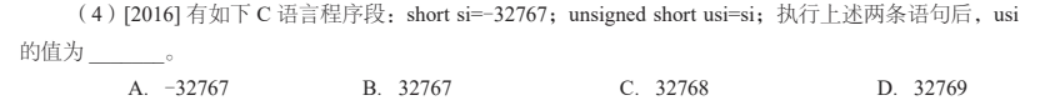 （4）[2016] 有如下 C 语言程序段：short si=-32767；unsigned short usi=si；执行上述两条语句后，usi
的值为 ______。
A. -32767 B. 32767 C. 32768 D. 32769